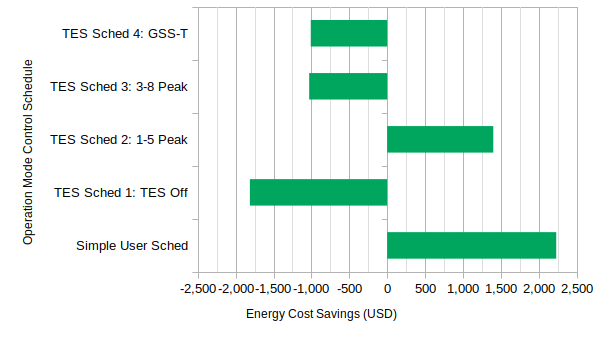 TES Sched 4: GSS-T
TES Sched 3: 3-8 Peak
TES Sched 2: 1-5 Peak
TES Sched 1: TES Off
Simple User Sched
Operation Mode Control Schedule
-2,500 -2,000 -1,500 -1,000 -500 0 500 1,000 1,500 2,000 2,500
Energy Cost Savings (USD)